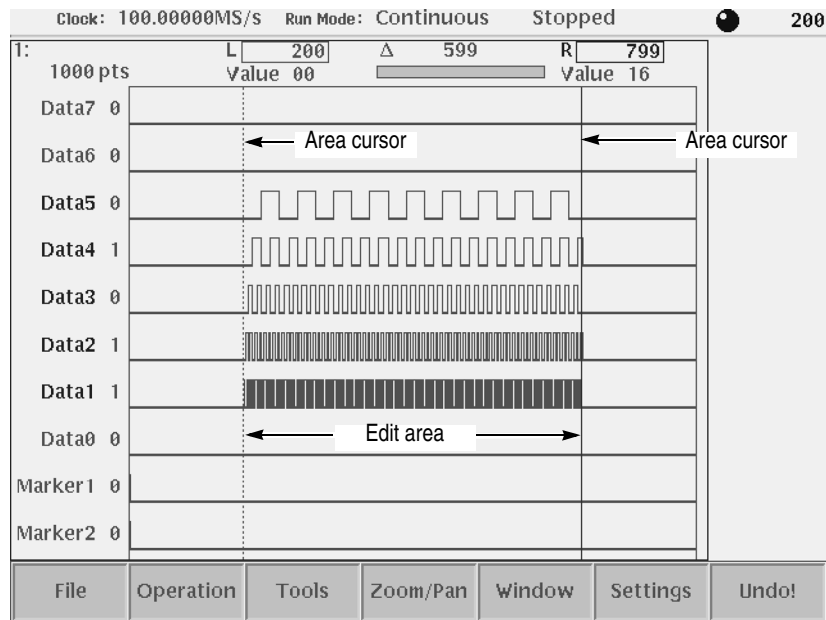 Clock: 100.00000MS/s Run Mode: Continuous Stopped 200
1: L 200 Δ 599 R 799
1000 pts Value 00 Value 16
Data7 0
Area cursor Area cursor
Data6 0
Data5 0
Data4 1
Data3 0
Data2 1
Data1 1
Edit area
Data0 0
Marker1 0
Marker2 0
File Operation Tools Zoom/Pan Window Settings Undo!